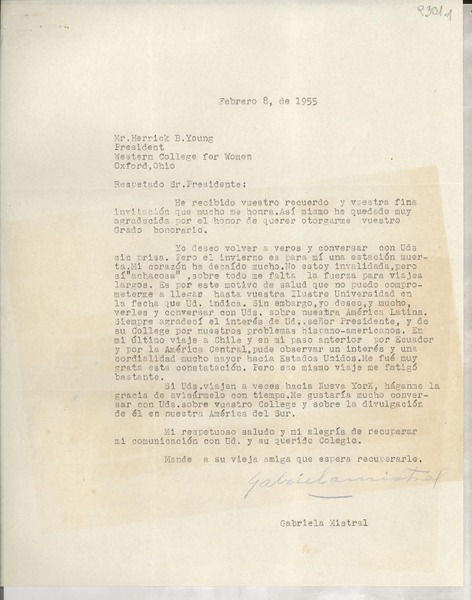 Febrero 8, de 1955
Mr.Herrick B.Young
President
Western College for Women
Oxford,Ohio
Respetado Sr.Presidente:
He recibido vuestro recuerdo y vuestra fina
invitación que mucho me honra.Así mismo he quedado muy
agradecida por el honor de querer otorgarme vuestro
Grado honorario.
Yo deseo volver a veros y conversar con Uds
sin prisa. Pero el invierno es para mí una estación muer-
ta.Mi corazón ha decaído mucho.No estoy invalidada,pero
sí"achacosa" ,sobre todo me falta la fuerza para viajes
largos. Es por este motivo de salud que no puedo compro-
meterme a llegar hasta vuestra Ilustre Universidad en
la fecha que Ud. indica. Sin embargo,yo deseo,y mucho,
verles y conversar con Uds. sobre nuestra América Latina.
Siempre agradecí el interés de Ud.,señor Presidente, y de
su College por nuestros problemas hispano-americanos. En
mi último viaje a Chile y en mi paso anterior por Ecuador
y por la América Central,pude observar un interés y una
cordialidad mucho mayor hacia Estados Unidos.Me fué muy
grata esta constatación. Pero ese mismo viaje me fatigó
bastante.
Si Uds.viajan a veces hacia Nueva YorK, háganme la
gracia de avisármelo con tiempo.Me gustaría mucho conver-
sar con Uds.sobre vuestro College y sobre la divulgación
de él en nuestra América del Sur.
Mi respetuoso saludo y mi alegría de recuperar
mi comunicación con Ud. y su querido Colegio.
Mande a su vieja amiga que espera recuperarle.
Gabriela Mistral
Gabriela Mistral